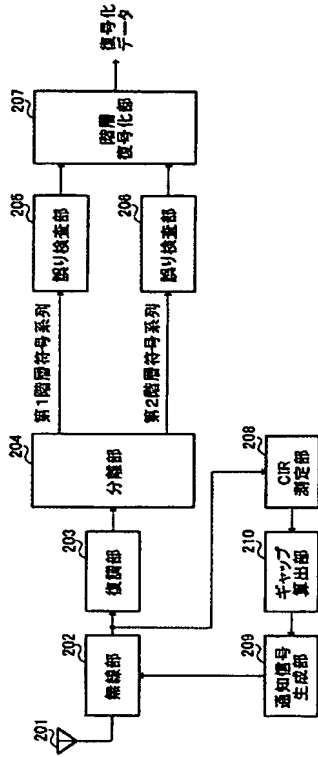 201
202
無線部
203
復調部
204
分離部
第1階層符号系列
第2階層符号系列
205
誤り検査部
206
誤り検査部
207
階層
復号化部
復号化
データ
208
CIR
測定部
210
ギャップ
算出部
209
通知信号
生成部